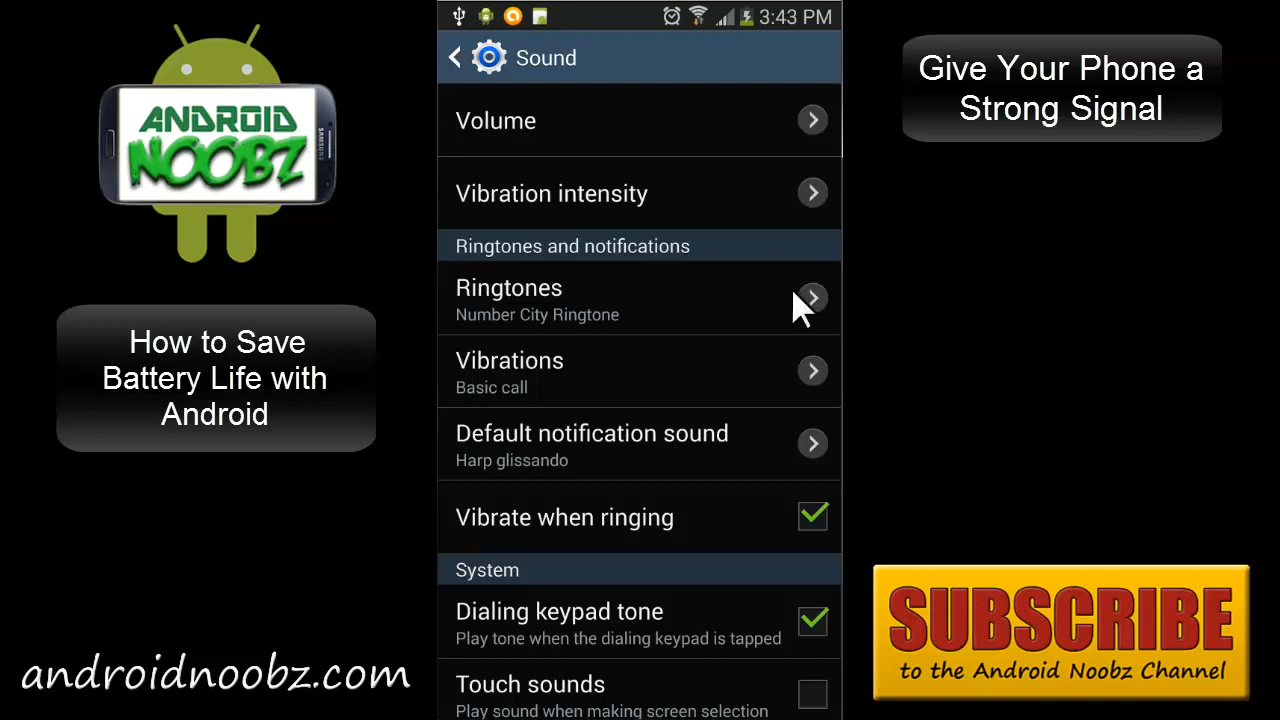 ANDROID
NOOBZ
SAMSUNG
How to Save
Battery Life with
Android
androidnoobz.com
3:43 PM
Sound
Volume
Vibration intensity
Ringtones and notifications
Ringtones
Number City Ringtone
Vibrations
Basic call
Default notification sound
Harp glissando
Vibrate when ringing
System
Dialing keypad tone
Play tone when the dialing keypad is tapped
Touch sounds
Play sound when making screen selection
Give Your Phone a
Strong Signal
SUBSCRIBE
to the Android Noobz Channel